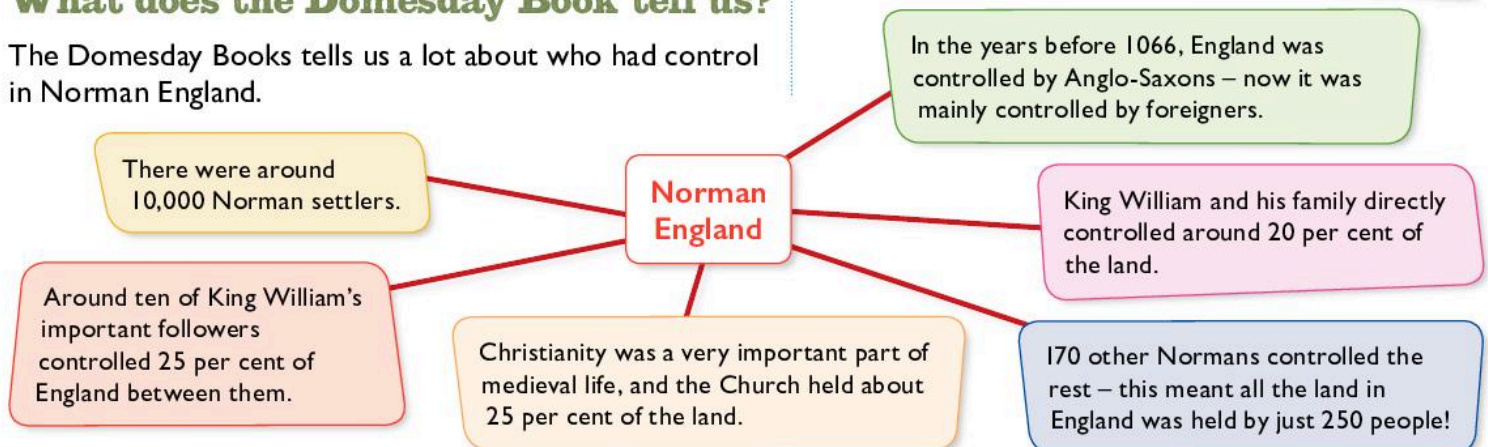 What does the Domesday Book tell us?
The Domesday Books tells us a lot about who had control
in Norman England.
In the years before 1066, England was
controlled by Anglo-Saxons – now it was
mainly controlled by foreigners.
There were around
10,000 Norman settlers.
Norman
England
King William and his family directly
controlled around 20 per cent of
the land.
Around ten of King William's
important followers
controlled 25 per cent of
England between them.
Christianity was a very important part of
medieval life, and the Church held about
25 per cent of the land.
170 other Normans controlled the
rest – this meant all the land in
England was held by just 250 people!